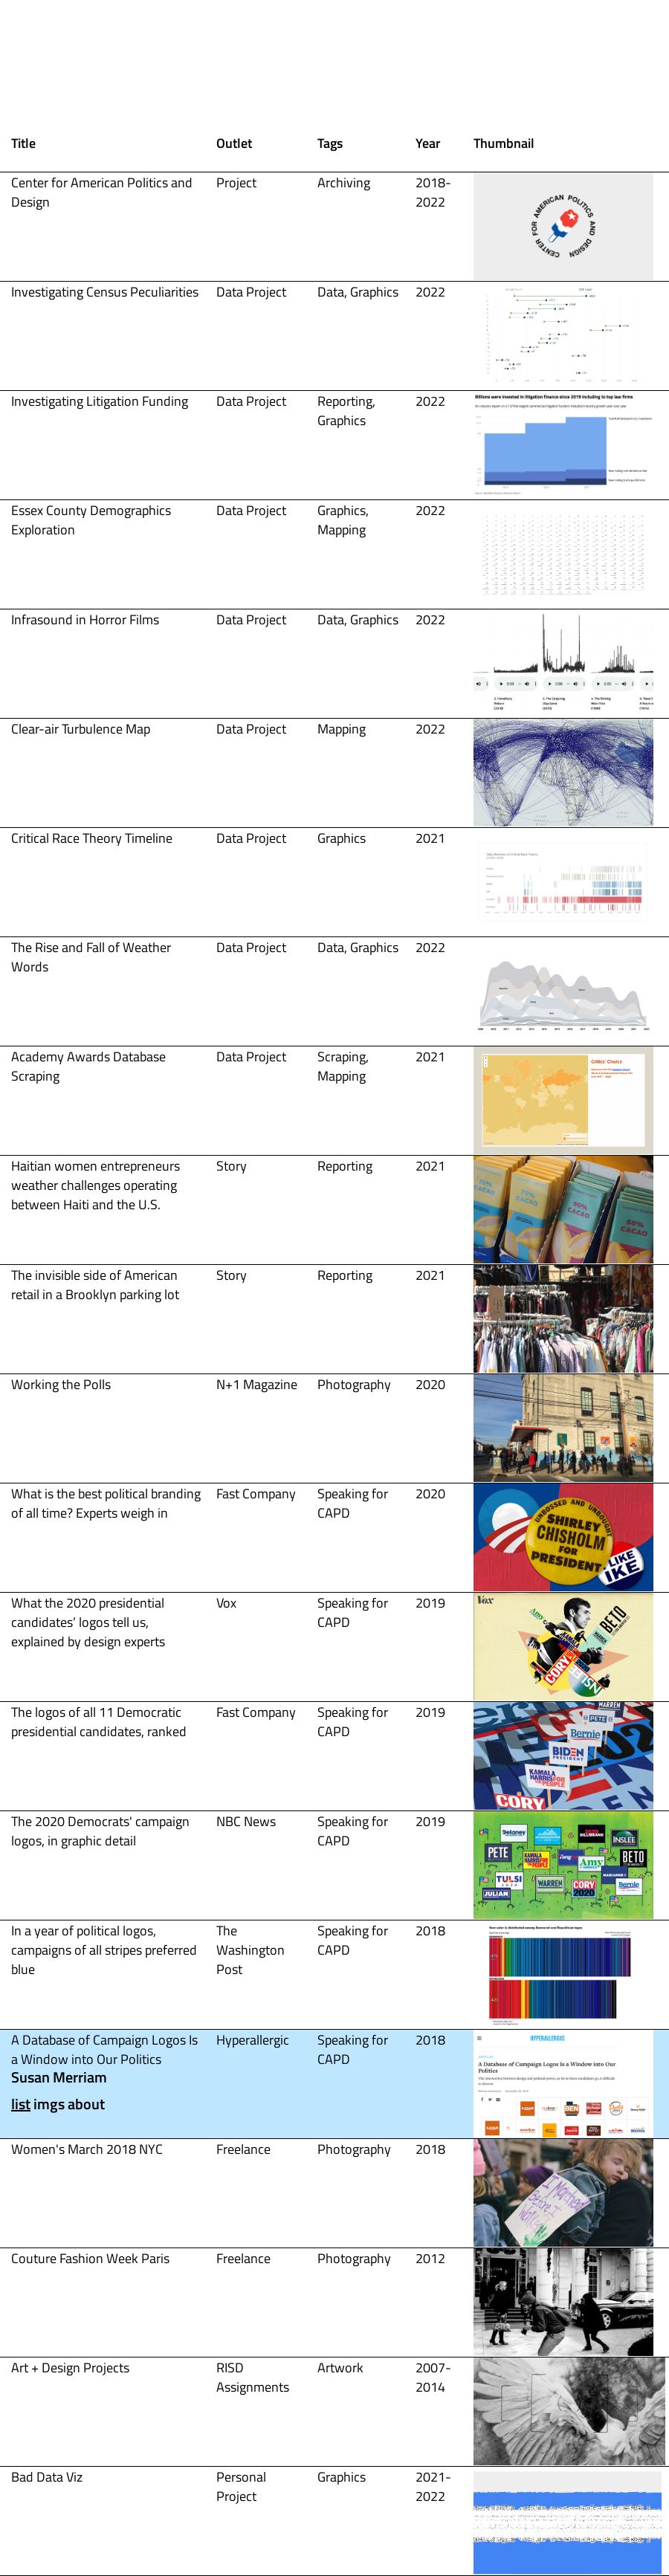 Title Outlet Tags Year Thumbnail
Center for American Politics and Project Archiving 2018-
Design 2022
CENTER FOR AMERICAN POLITICS AND DESIGN
Investigating Census Peculiarities Data Project Data, Graphics 2022
Investigating Litigation Funding Data Project Reporting, 2022
Graphics
Billions were invested in litigation finance since 2019 including to top law firms
Essex County Demographics Data Project Graphics, 2022
Exploration Mapping
Infrasound in Horror Films Data Project Data, Graphics 2022
0:00 0:00 0:00
Clear-air Turbulence Map Data Project Mapping 2022
Critical Race Theory Timeline Data Project Graphics 2021
The Rise and Fall of Weather Data Project Data, Graphics 2022
Words
Academy Awards Database Data Project Scraping, 2021
Scraping Mapping
Critics' Choice
Haitian women entrepreneurs Story Reporting 2021
weather challenges operating
between Haiti and the U.S.
70% CACAO
60% CACAO
80% CACAO
The invisible side of American Story Reporting 2021
retail in a Brooklyn parking lot
Working the Polls N+1 Magazine Photography 2020
What is the best political branding Fast Company Speaking for 2020
of all time? Experts weigh in CAPD
UNBOSSED AND UNBOUGHT
SHIRLEY
CHISHOLM
FOR
PRESIDENT
I LIKE
IKE
What the 2020 presidential Vox Speaking for 2019
candidates’ logos tell us, CAPD
explained by design experts
Vox
Amy
BETO
WARREN
CORY
INSLEE
The logos of all 11 Democratic Fast Company Speaking for 2019
presidential candidates, ranked CAPD
WARREN
PETE
Bernie
BIDEN
PRESIDENT
KAMALA
HARRIS FOR
THE PEOPLE
CORY
The 2020 Democrats' campaign NBC News Speaking for 2019
logos, in graphic detail CAPD
Delaney
GILLIBRAND
INSLEE
PETE
KAMALA
HARRIS FOR
THE PEOPLE
Yang
Amy
BETO
TULSI
2020
WARREN
CORY
2020
Bernie
JULIAN
In a year of political logos, The Speaking for 2018
campaigns of all stripes preferred Washington CAPD
blue Post
A Database of Campaign Logos Is Hyperallergic Speaking for 2018
a Window into Our Politics CAPD
Susan Merriam
list imgs about
HYPERALLERGIC
A Database of Campaign Logos Is a Window into Our
Politics
BEN
Women's March 2018 NYC Freelance Photography 2018
I Marched
Before I
Walked
Couture Fashion Week Paris Freelance Photography 2012
Art + Design Projects RISD Artwork 2007-
Assignments 2014
Bad Data Viz Personal Graphics 2021-
Project 2022